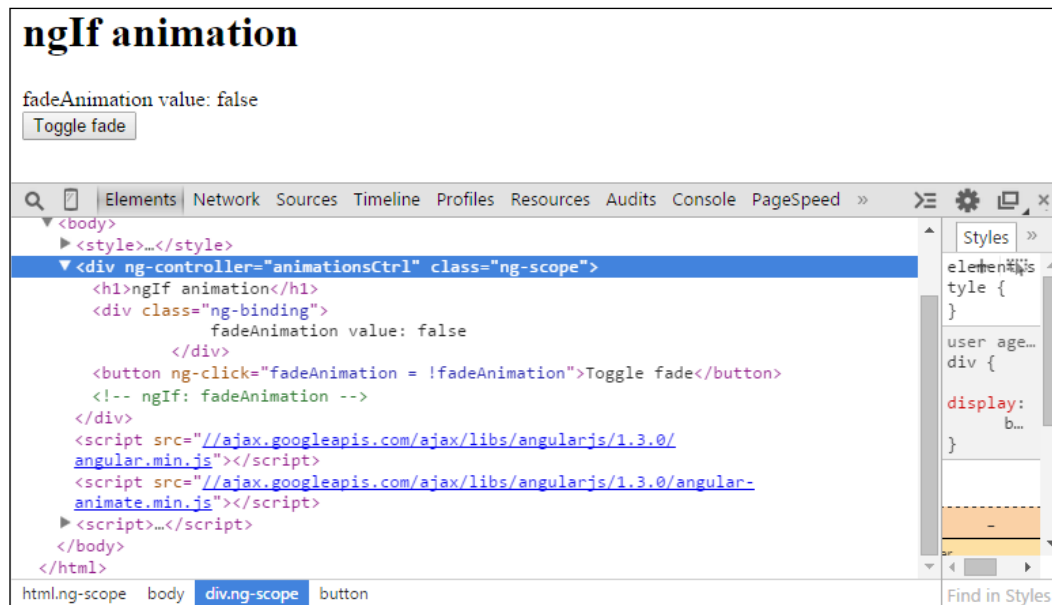 ngIf animation
fadeAnimation value: false
Toggle fade
Elements Network Sources Timeline Profiles Resources Audits Console PageSpeed »
<body>
<style>…</style>
<div ng-controller="animationsCtrl" class="ng-scope">
<h1>ngIf animation</h1>
<div class="ng-binding">
fadeAnimation value: false
</div>
<button ng-click="fadeAnimation = !fadeAnimation">Toggle fade</button>
<!-- ngIf: fadeAnimation -->
</div>
<script src="//ajax.googleapis.com/ajax/libs/angularjs/1.3.0/
angular.min.js"></script>
<script src="//ajax.googleapis.com/ajax/libs/angularjs/1.3.0/angular-
animate.min.js"></script>
<script>…</script>
</body>
</html>
html.ng-scope body div.ng-scope button
Styles »
tyle {
}
user age…
div {
display:
b…
}
–
Find in Styles